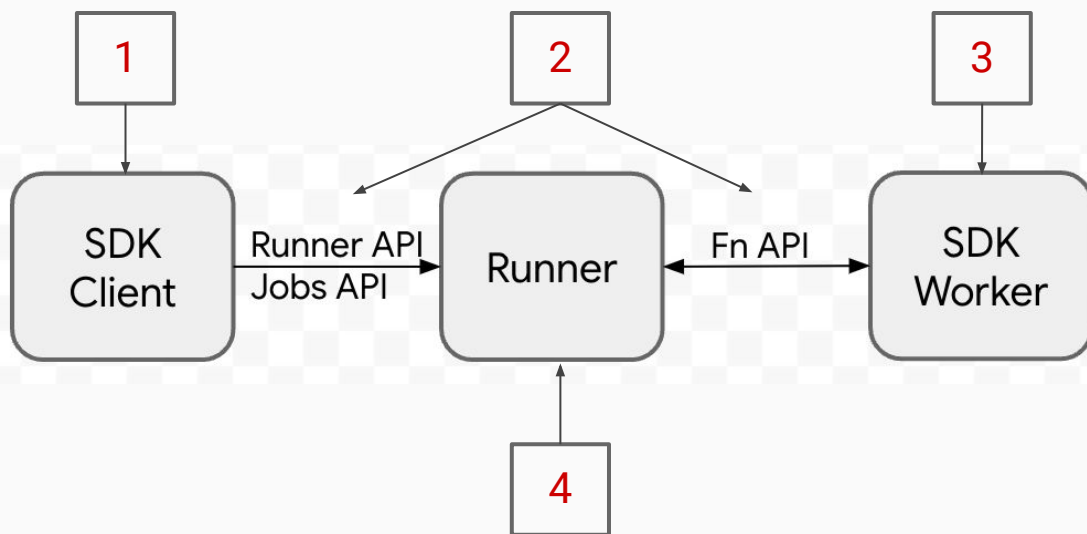 1
2
3
SDK
Client
Runner API
Jobs API
Runner
Fn API
SDK
Worker
4